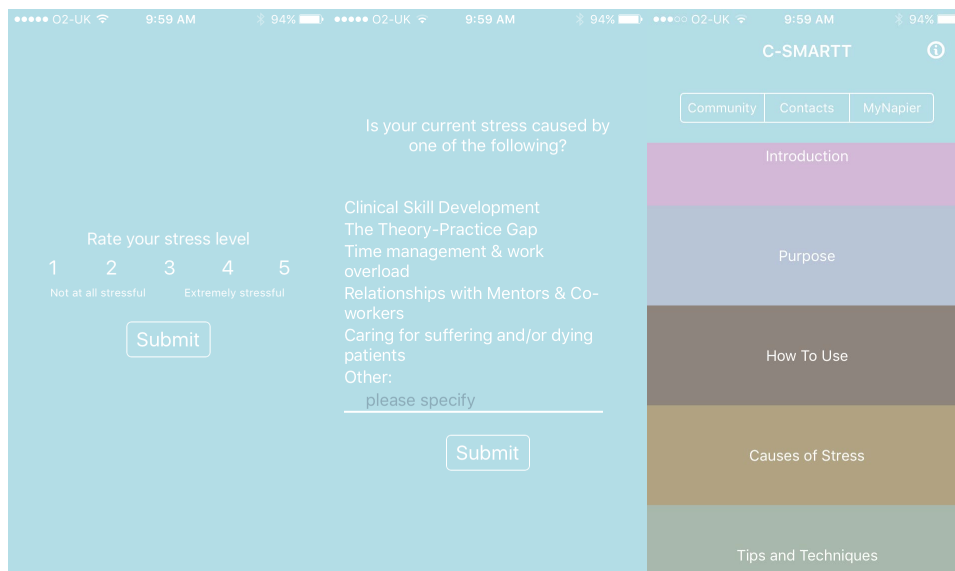 O2-UK 9:59 AM 94%
Rate your stress level
1 2 3 4 5
Not at all stressful Extremely stressful
Submit
O2-UK 9:59 AM 94%
Is your current stress caused by
one of the following?
Clinical Skill Development
The Theory-Practice Gap
Time management & work
overload
Relationships with Mentors & Co-
workers
Caring for suffering and/or dying
patients
Other:
please specify
Submit
O2-UK 9:59 AM 94%
C-SMARTT
Community Contacts MyNapier
Introduction
Purpose
How To Use
Causes of Stress
Tips and Techniques